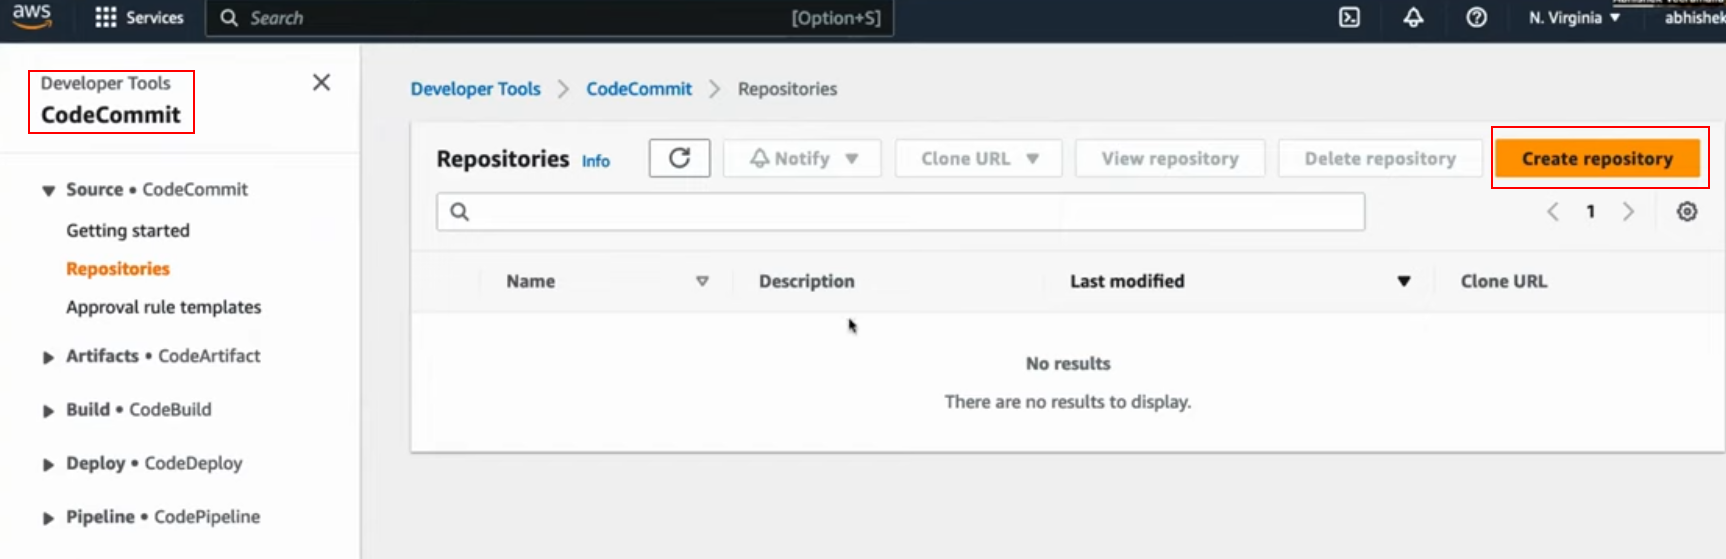 aws
Services
Search
[Option+S]
N. Virginia
abhishek
Developer Tools
CodeCommit
Source • CodeCommit
Getting started
Repositories
Approval rule templates
Artifacts • CodeArtifact
Build • CodeBuild
Deploy • CodeDeploy
Pipeline • CodePipeline
Developer Tools > CodeCommit > Repositories
Repositories Info
Notify
Clone URL
View repository
Delete repository
Create repository
1
Name
Description
Last modified
Clone URL
No results
There are no results to display.